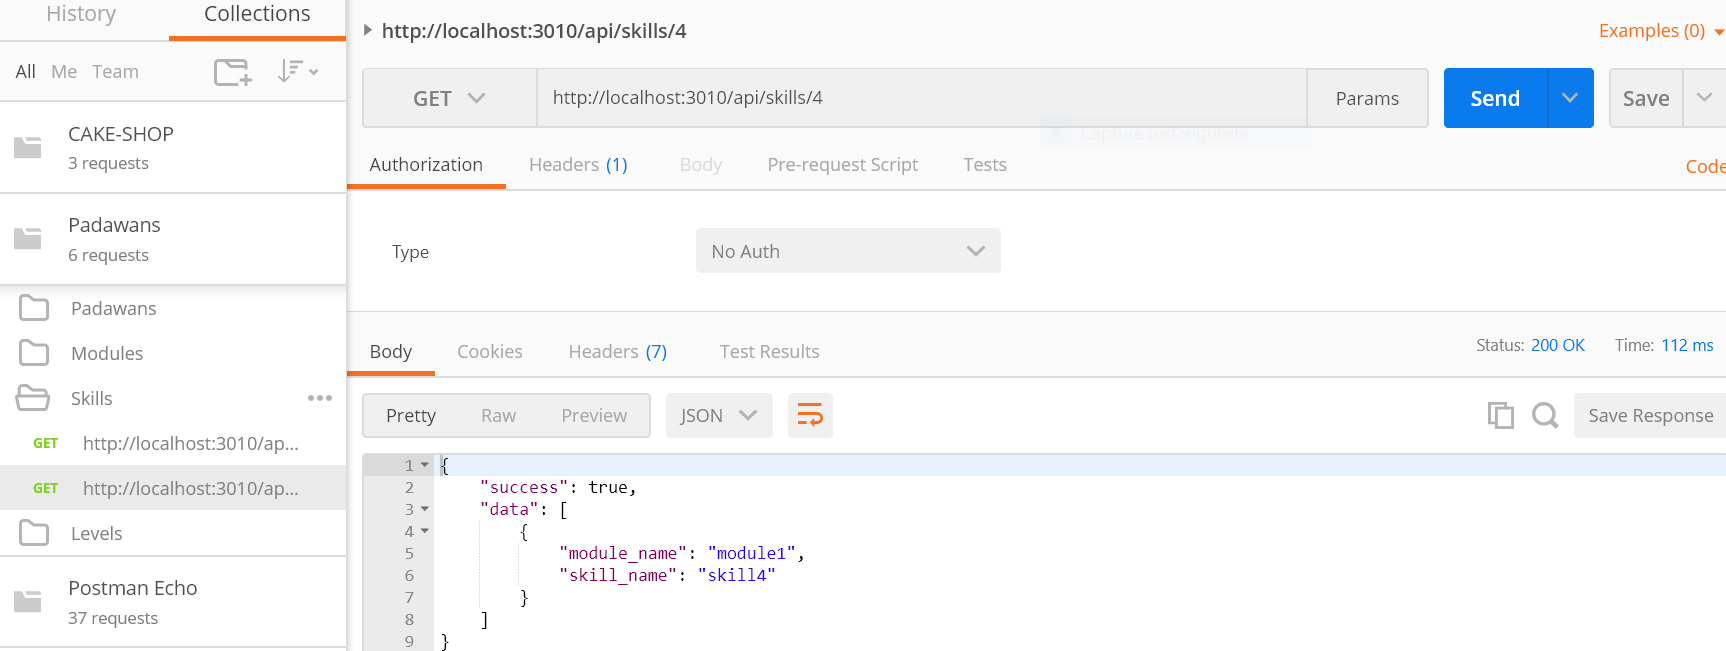 History Collections
All Me Team
CAKE-SHOP
3 requests
Padawans
6 requests
Padawans
Modules
Skills
GET http://localhost:3010/ap...
GET http://localhost:3010/ap...
Levels
Postman Echo
37 requests
http://localhost:3010/api/skills/4 Examples (0)
GET http://localhost:3010/api/skills/4 Params Send Save
Capture rectangulaire
Authorization Headers (1) Body Pre-request Script Tests Code
Type No Auth
Body Cookies Headers (7) Test Results Status: 200 OK Time: 112 ms
Pretty Raw Preview JSON Save Response
1 {
2 "success": true,
3 "data": [
4 {
5 "module_name": "module1",
6 "skill_name": "skill4"
7 }
8 ]
9 }